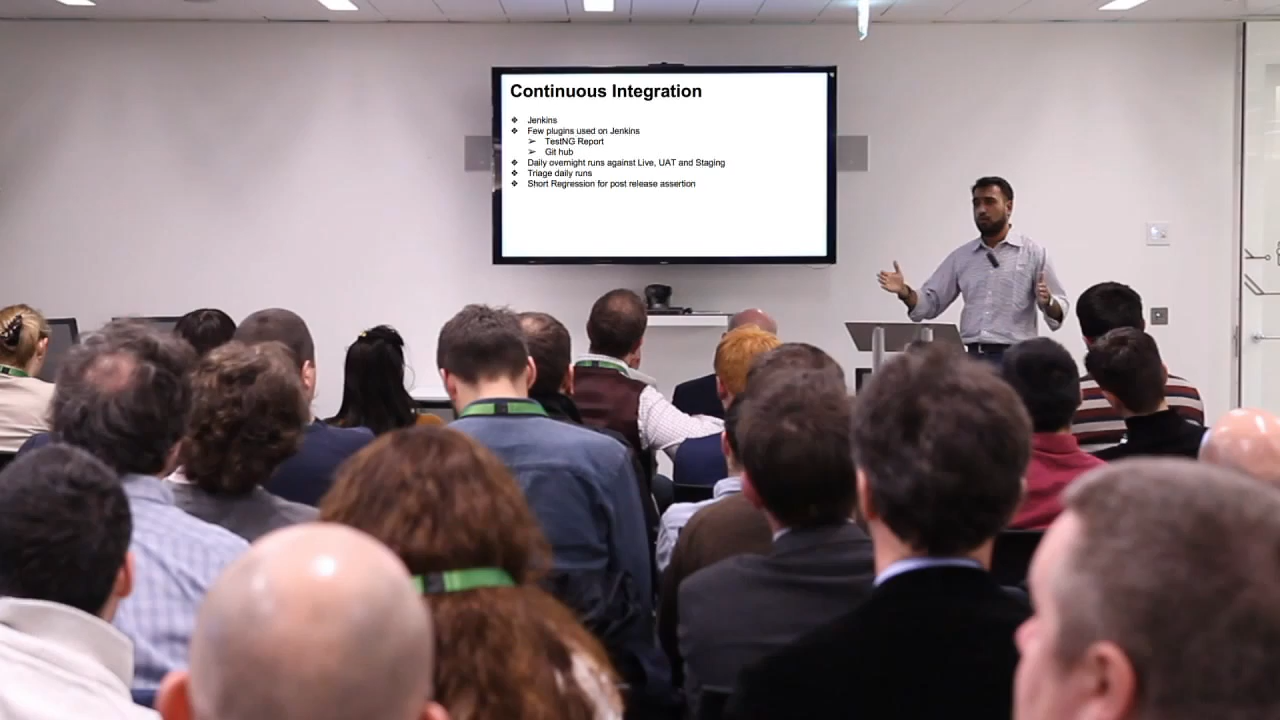 Continuous Integration
❖ Jenkins
❖ Few plugins used on Jenkins
➢ TestNG Report
➢ Git hub
❖ Daily overnight runs against Live, UAT and Staging
❖ Triage daily runs
❖ Short Regression for post release assertion